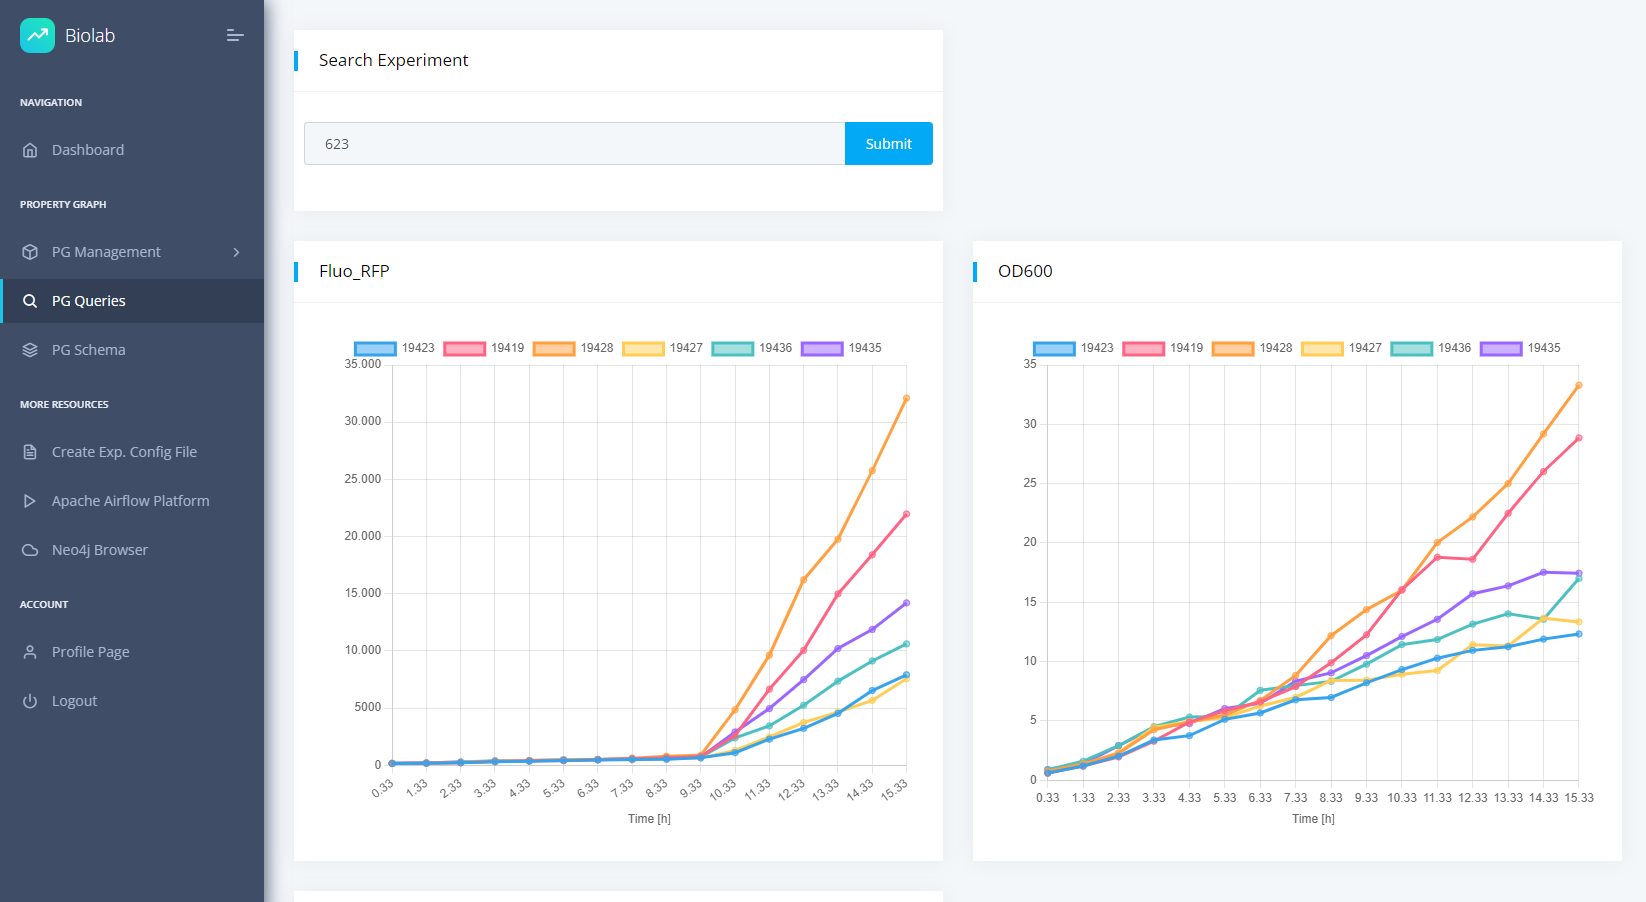 Biolab
NAVIGATION
Dashboard
PROPERTY GRAPH
PG Management
PG Queries
PG Schema
MORE RESOURCES
Create Exp. Config File
Apache Airflow Platform
Neo4j Browser
ACCOUNT
Profile Page
Logout
Search Experiment
623 Submit
Fluo_RFP
19423 19419 19428 19427 19436 19435
35.000
30.000
25.000
20.000
15.000
10.000
5000
0
0.33 1.33 2.33 3.33 4.33 5.33 6.33 7.33 8.33 9.33 10.33 11.33 12.33 13.33 14.33 15.33
Time [h]
OD600
19423 19419 19428 19427 19436 19435
35
30
25
20
15
10
5
0
0.33 1.33 2.33 3.33 4.33 5.33 6.33 7.33 8.33 9.33 10.33 11.33 12.33 13.33 14.33 15.33
Time [h]